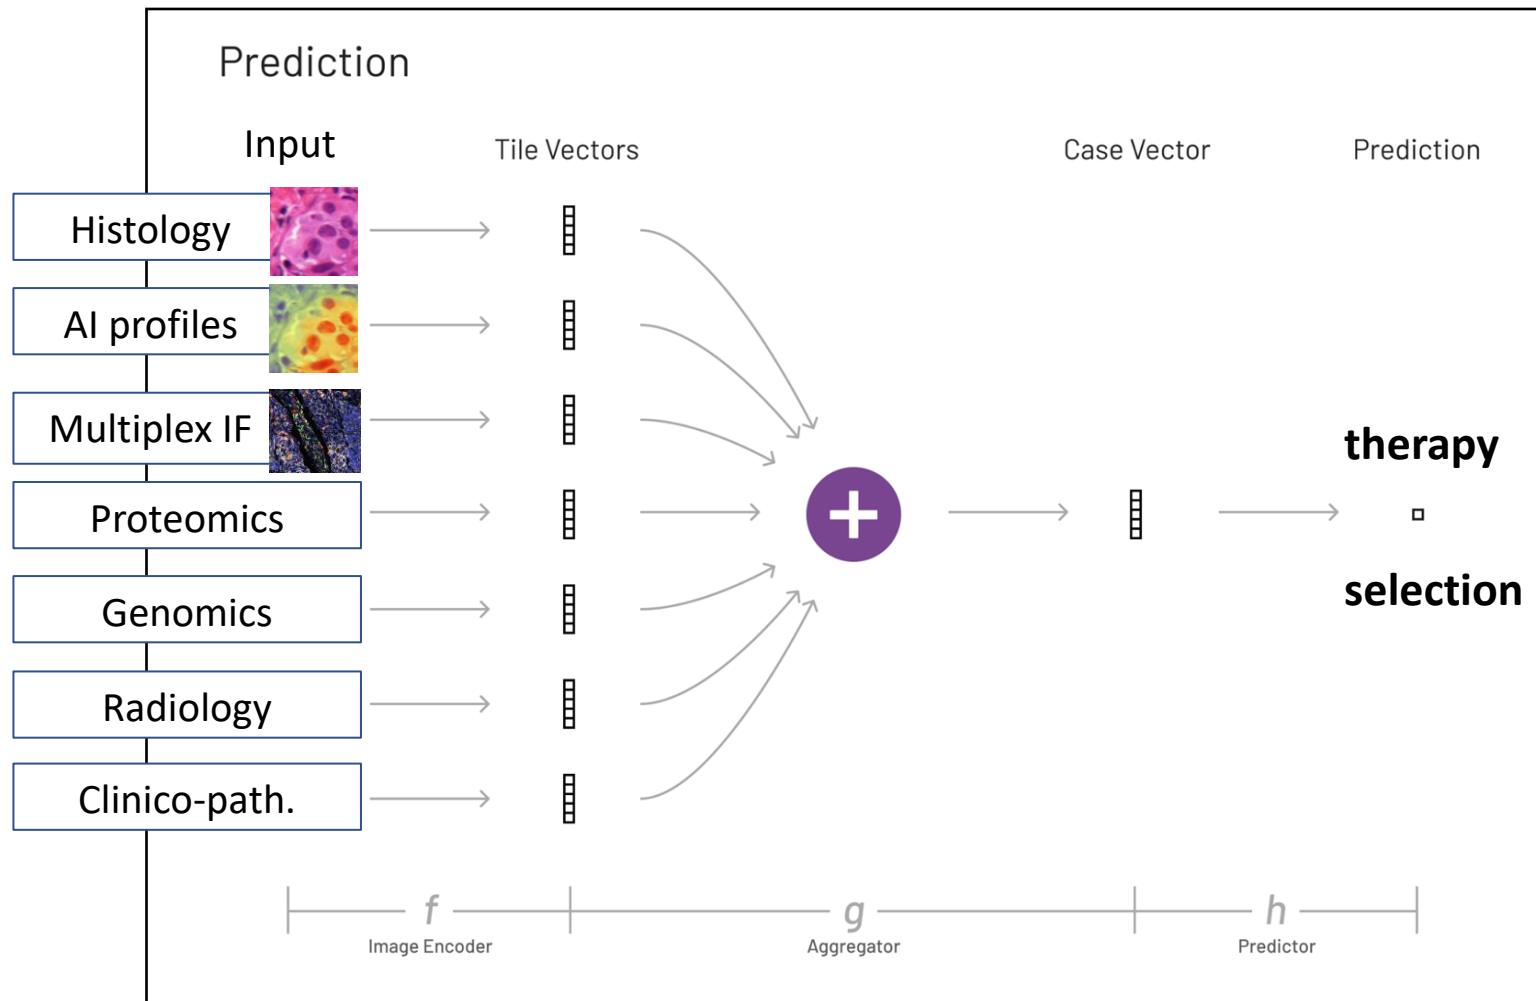 Prediction
Input
Tile Vectors
Case Vector
Prediction
Histology
AI profiles
Multiplex IF
Proteomics
Genomics
Radiology
Clinico-path.
therapy
selection
f
g
h
Image Encoder
Aggregator
Predictor